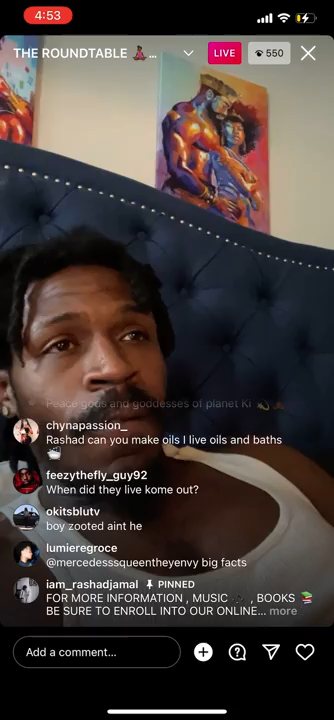 4:53
THE ROUNDTABLE 🧘🏾‍♀️...
LIVE
550
Peace gods and goddesses of planet
chynapassion_
Rashad can you make oils I live oils and baths
🛀🏾
feezythefly_guy92
When did they live kome out?
okitsblutv
boy zooted aint he
lumieregroce
@mercedesssqueentheyenvy big facts
iam_rashadjamal PINNED
FOR MORE INFORMATION , MUSIC , BOOKS 📚
BE SURE TO ENROLL INTO OUR ONLINE... more
Add a comment...